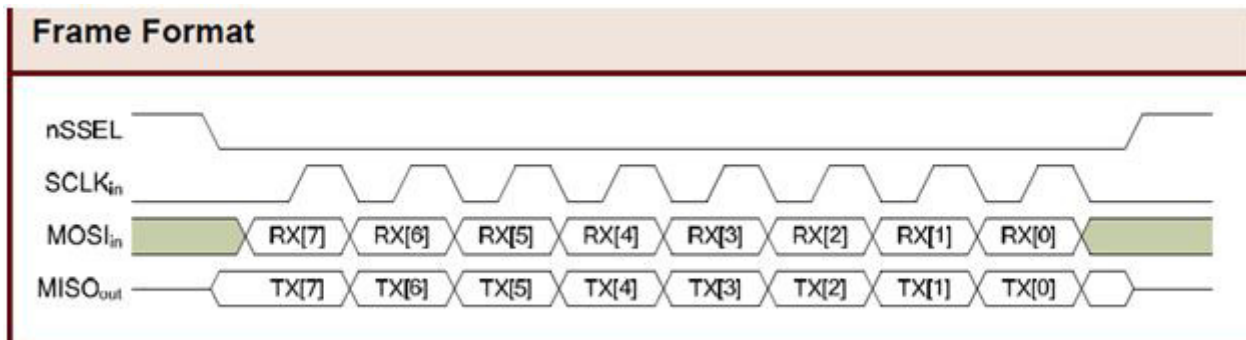 Frame Format
nSSEL
SCLKin
MOSIin RX[7] RX[6] RX[5] RX[4] RX[3] RX[2] RX[1] RX[0]
MISOout TX[7] TX[6] TX[5] TX[4] TX[3] TX[2] TX[1] TX[0]